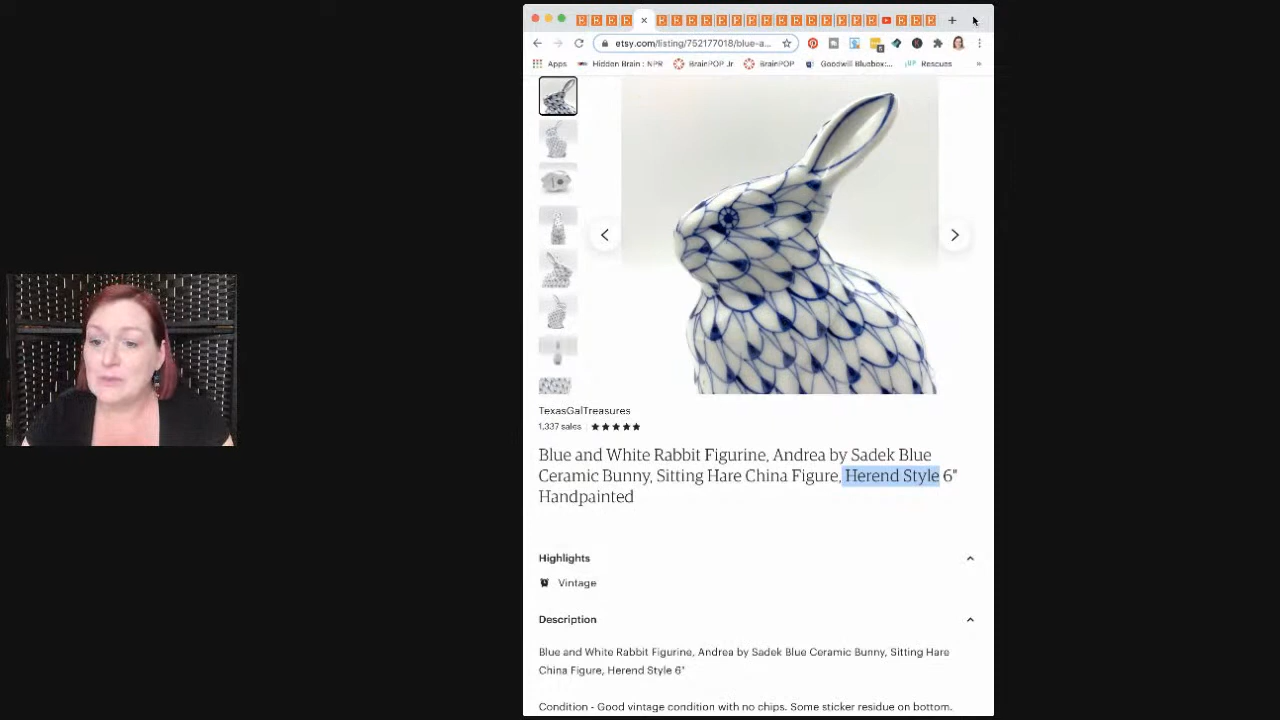 etsy.com/listing/752177018/blue-a...
Apps Hidden Brain : NPR BrainPOP Jr BrainPOP Goodwill Bluebox:... Rescues »
TexasGalTreasures
1,337 sales ★★★★★
Blue and White Rabbit Figurine, Andrea by Sadek Blue
Ceramic Bunny, Sitting Hare China Figure, Herend Style 6"
Handpainted
Highlights
Vintage
Description
Blue and White Rabbit Figurine, Andrea by Sadek Blue Ceramic Bunny, Sitting Hare
China Figure, Herend Style 6"
Condition - Good vintage condition with no chips. Some sticker residue on bottom.